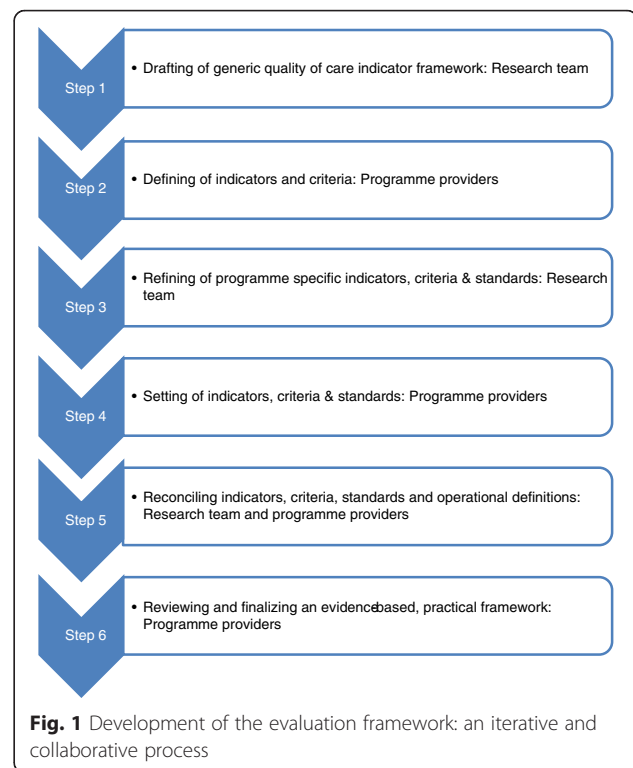 Step 1
• Drafting of generic quality of care indicator framework: Research team
Step 2
• Defining of indicators and criteria: Programme providers
Step 3
• Refining of programme specific indicators, criteria & standards: Research
team
Step 4
• Setting of indicators, criteria & standards: Programme providers
Step 5
• Reconciling indicators, criteria, standards and operational definitions:
Research team and programme providers
Step 6
• Reviewing and finalizing an evidence-based, practical framework:
Programme providers
Fig. 1 Development of the evaluation framework: an iterative and
collaborative process